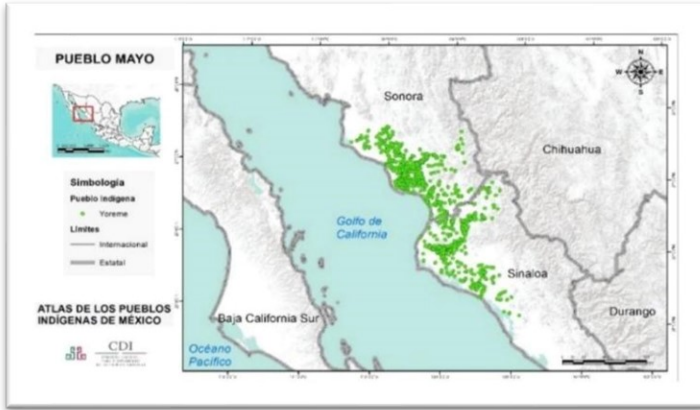 PUEBLO MAYO
Simbología
Pueblo Indígena
Yoreme
Límites
Internacional
Estatal
ATLAS DE LOS PUEBLOS
INDÍGENAS DE MÉXICO
CDI
Sonora
Chihuahua
Golfo de
California
Sinaloa
Durango
Baja California Sur
Océano
Pacífico
N
W
E
S